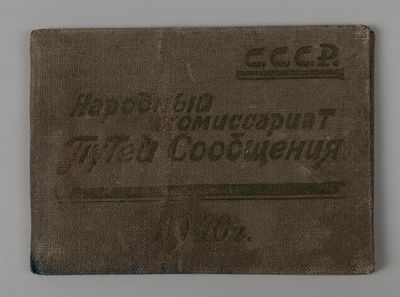 С.С.С.Р.
Народный
Комиссариат
Путей Сообщения
1940г.